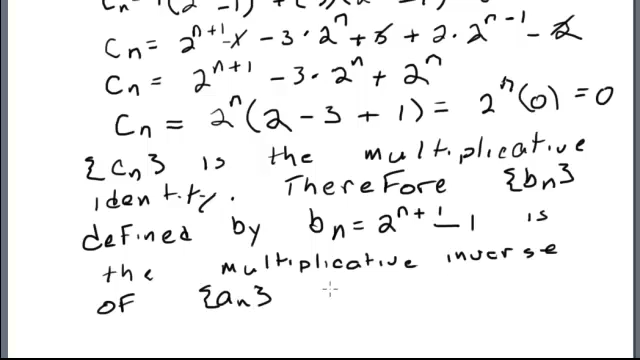 Cn = 2^(n+1) - 1 - 3 · 2^n + 6 + 2 · 2^(n-1) - 2
Cn = 2^(n+1) - 3 · 2^n + 2^n
Cn = 2^n (2 - 3 + 1) = 2^n (0) = 0
{Cn} is the multiplicative
identity. Therefore {bn}
defined by bn = 2^(n+1) - 1 is
the multiplicative inverse
of {an}